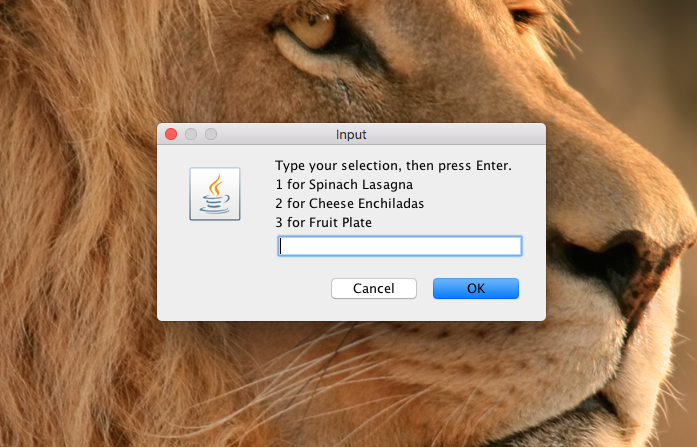 Input
Type your selection, then press Enter.
1 for Spinach Lasagna
2 for Cheese Enchiladas
3 for Fruit Plate
Cancel
OK